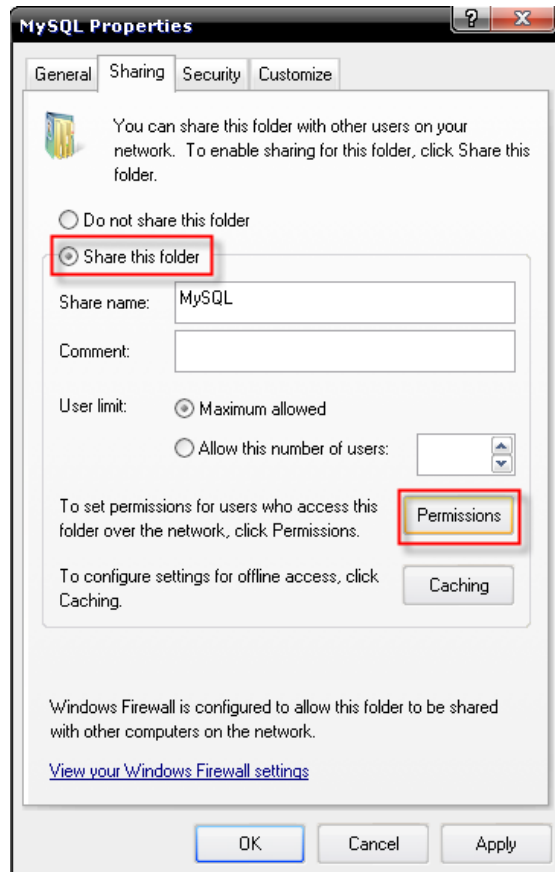 MySQL Properties
?
X
General
Sharing
Security
Customize
You can share this folder with other users on your
network. To enable sharing for this folder, click Share this
folder.
Do not share this folder
Share this folder
Share name:
MySQL
Comment:
User limit:
Maximum allowed
Allow this number of users:
To set permissions for users who access this
folder over the network, click Permissions.
Permissions
To configure settings for offline access, click
Caching.
Caching
Windows Firewall is configured to allow this folder to be shared
with other computers on the network.
View your Windows Firewall settings
OK
Cancel
Apply